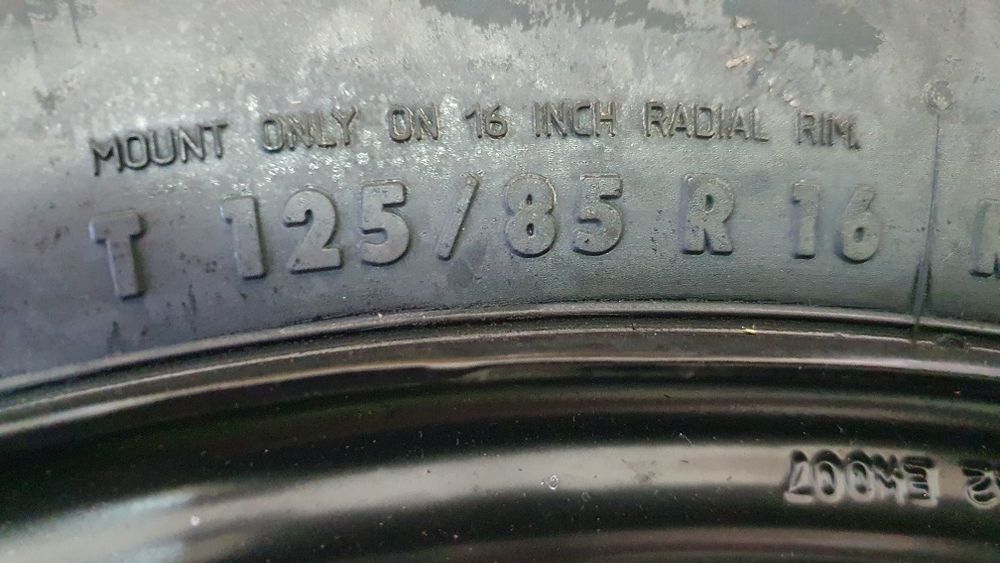 MOUNT ONLY ON 16 INCH RADIAL RIM.
T 125/85 R 16